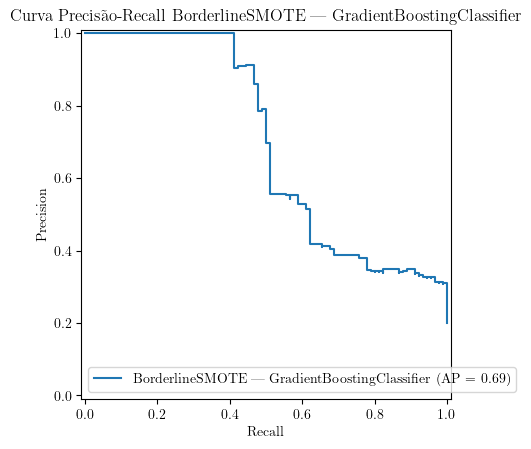 Curva Precisão-Recall BorderlineSMOTE — GradientBoostingClassifier
1.0
0.8
0.6
0.4
0.2
0.0
Precision
BorderlineSMOTE — GradientBoostingClassifier (AP = 0.69)
0.0 0.2 0.4 0.6 0.8 1.0
Recall